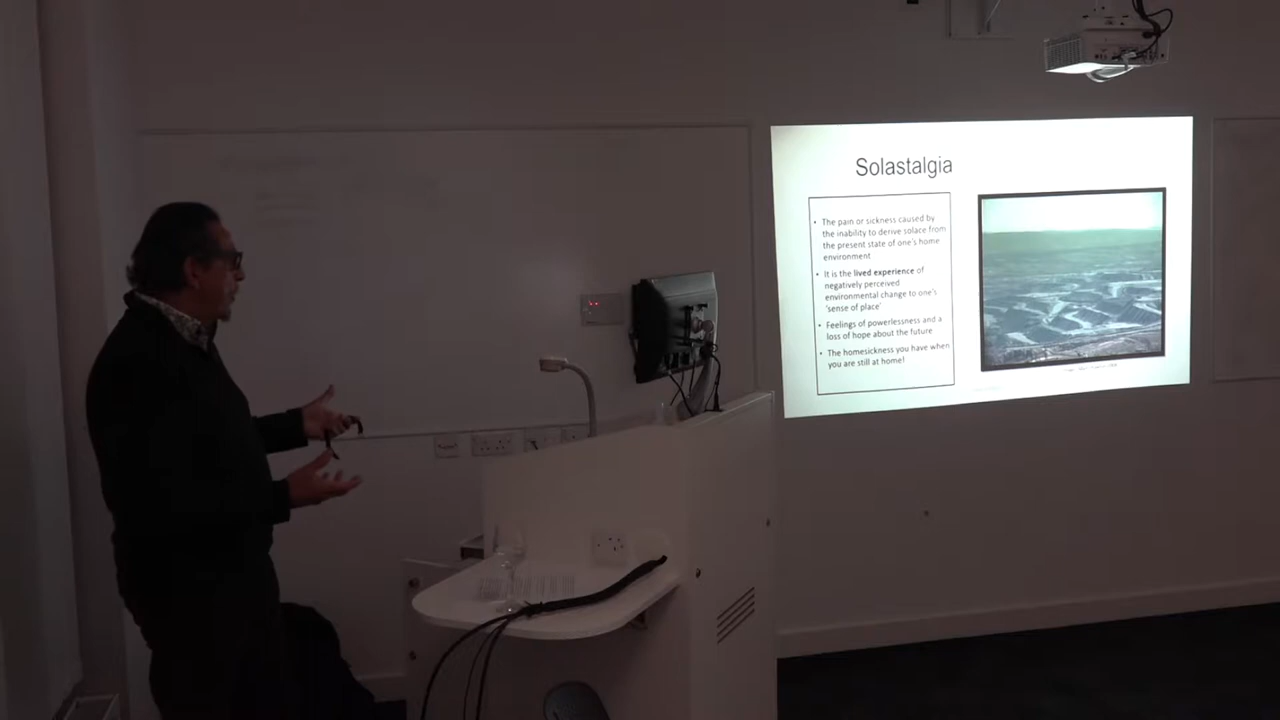 Solastalgia
• The pain or sickness caused by
the inability to derive solace from
the present state of one's home
environment
• It is the lived experience of
negatively perceived
environmental change to one's
'sense of place'
• Feelings of powerlessness and a
loss of hope about the future
• The homesickness you have when
you are still at home!